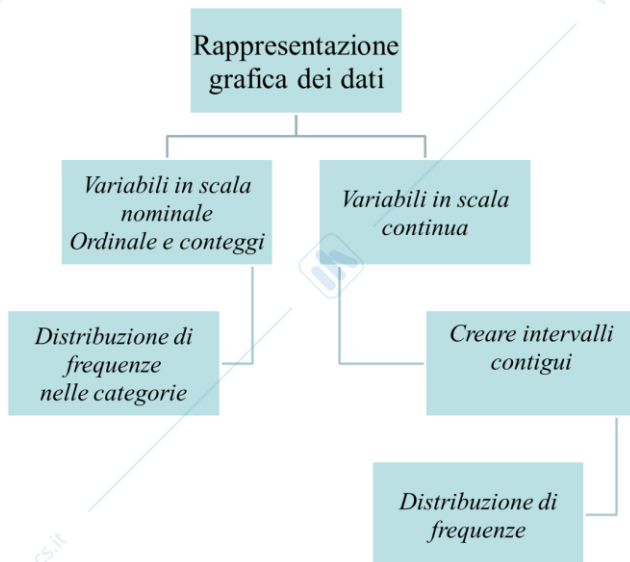 Rappresentazione
grafica dei dati
Variabili in scala
nominale
Ordinale e conteggi
Variabili in scala
continua
Distribuzione di
frequenze
nelle categorie
Creare intervalli
contigui
Distribuzione di
frequenze